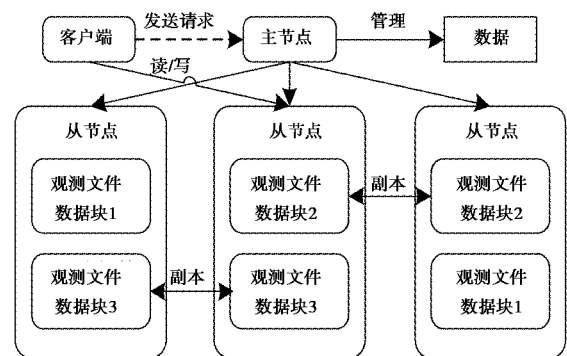 发送请求
客户端
主节点
管理
数据
读/写
从节点
从节点
从节点
观测文件
数据块1
观测文件
数据块2
副本
观测文件
数据块2
观测文件
数据块3
副本
观测文件
数据块3
观测文件
数据块1